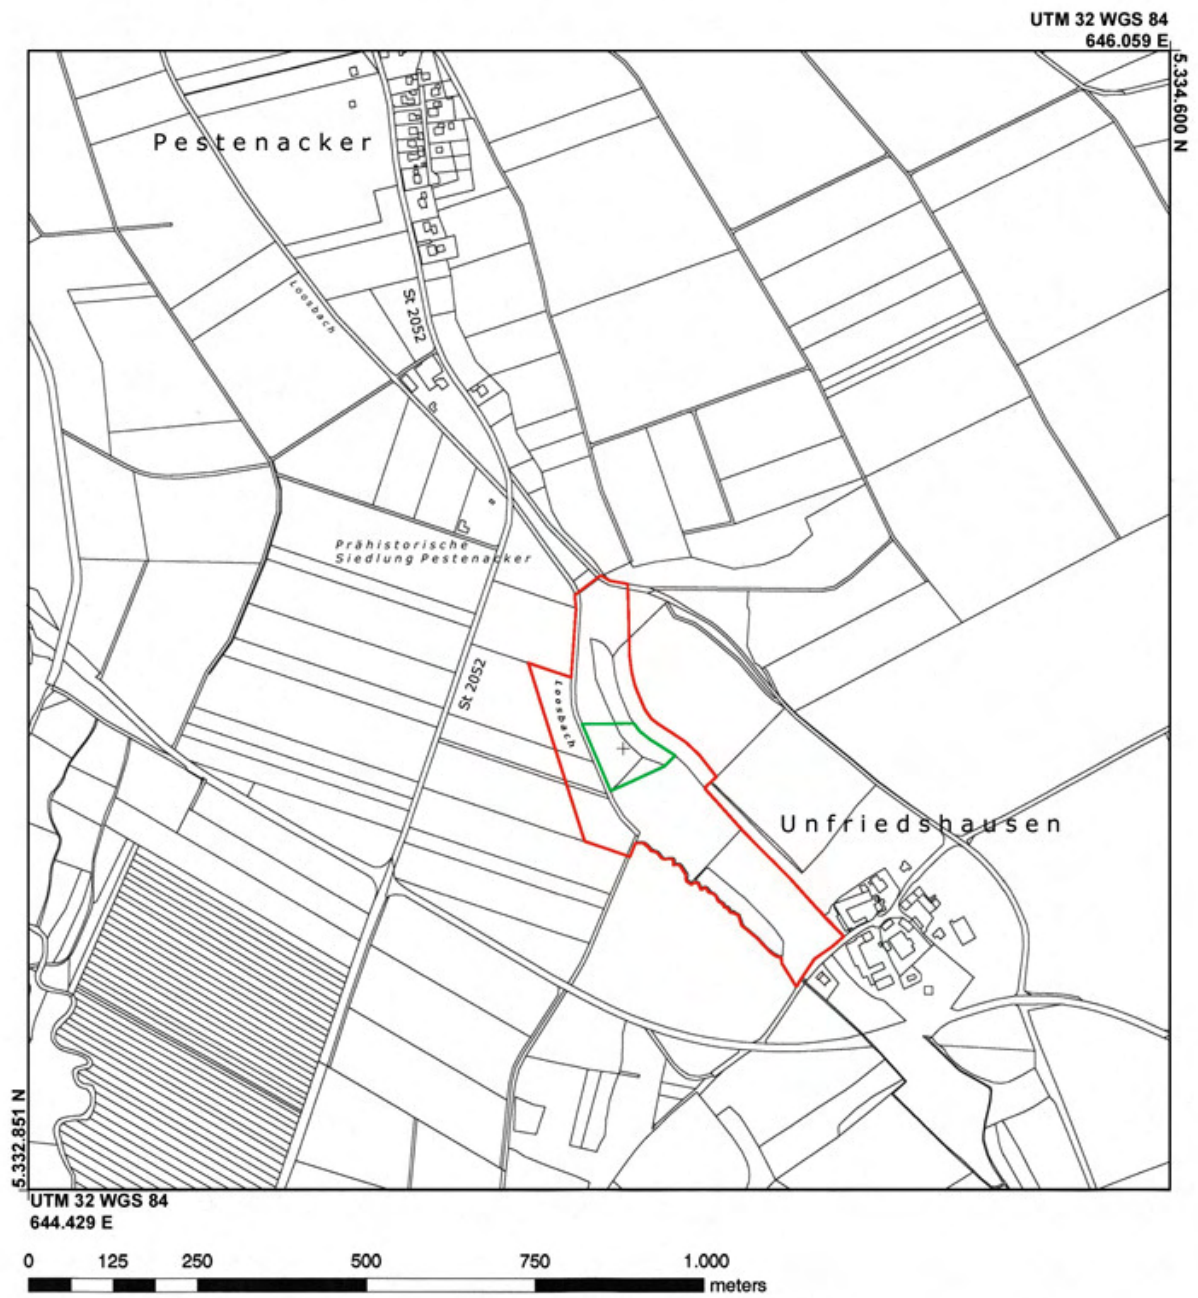 UTM 32 WGS 84
646.059 E
5.334.600 N
Pestenacker
Loosbach
St 2052
Prähistorische
Siedlung Pestenacker
St 2052
Loosbach
Unfriedshausen
5.332.851 N
UTM 32 WGS 84
644.429 E
0 125 250 500 750 1.000
meters